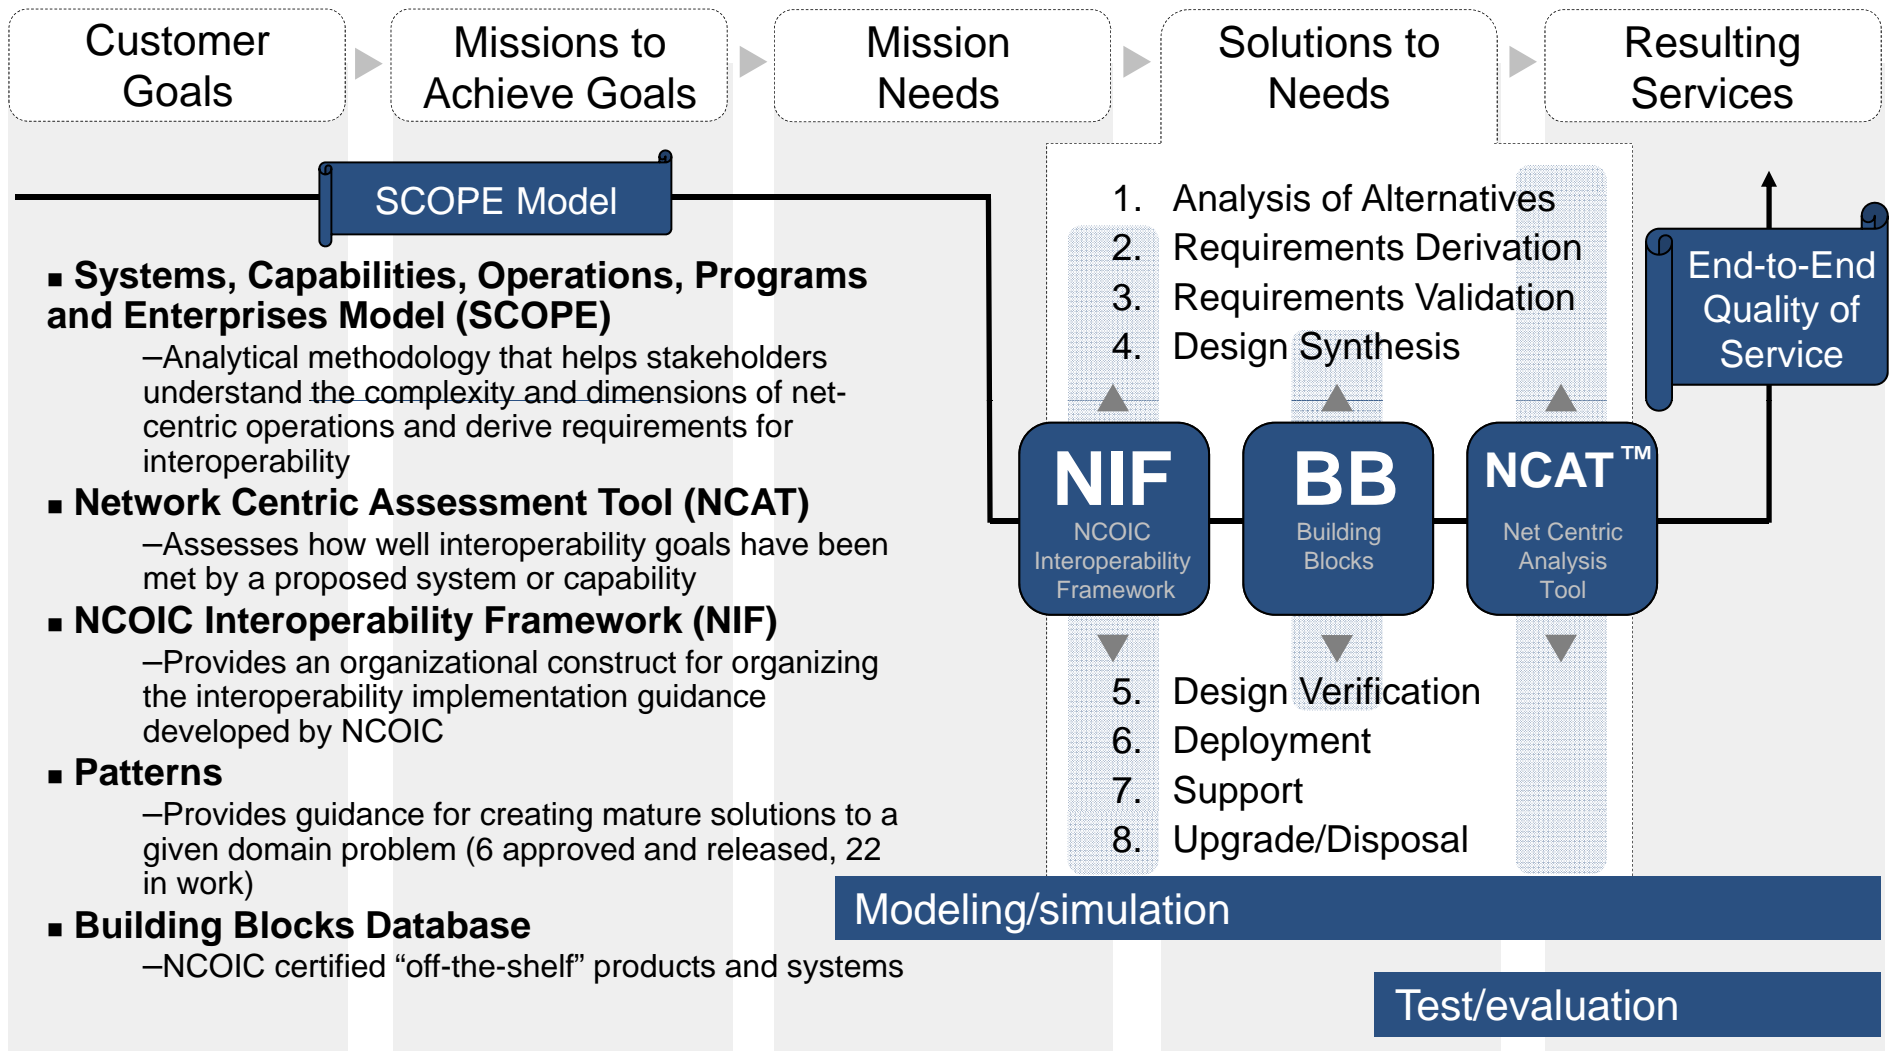 Customer
Goals
Missions to
Achieve Goals
Mission
Needs
Solutions to
Needs
Resulting
Services
SCOPE Model
■ Systems, Capabilities, Operations, Programs
and Enterprises Model (SCOPE)
–Analytical methodology that helps stakeholders
understand the complexity and dimensions of net-
centric operations and derive requirements for
interoperability
■ Network Centric Assessment Tool (NCAT)
–Assesses how well interoperability goals have been
met by a proposed system or capability
■ NCOIC Interoperability Framework (NIF)
–Provides an organizational construct for organizing
the interoperability implementation guidance
developed by NCOIC
■ Patterns
–Provides guidance for creating mature solutions to a
given domain problem (6 approved and released, 22
in work)
■ Building Blocks Database
–NCOIC certified “off-the-shelf” products and systems
1. Analysis of Alternatives
2. Requirements Derivation
3. Requirements Validation
4. Design Synthesis
NIF
NCOIC
Interoperability
Framework
BB
Building
Blocks
NCAT™
Net Centric
Analysis
Tool
5. Design Verification
6. Deployment
7. Support
8. Upgrade/Disposal
End-to-End
Quality of
Service
Modeling/simulation
Test/evaluation